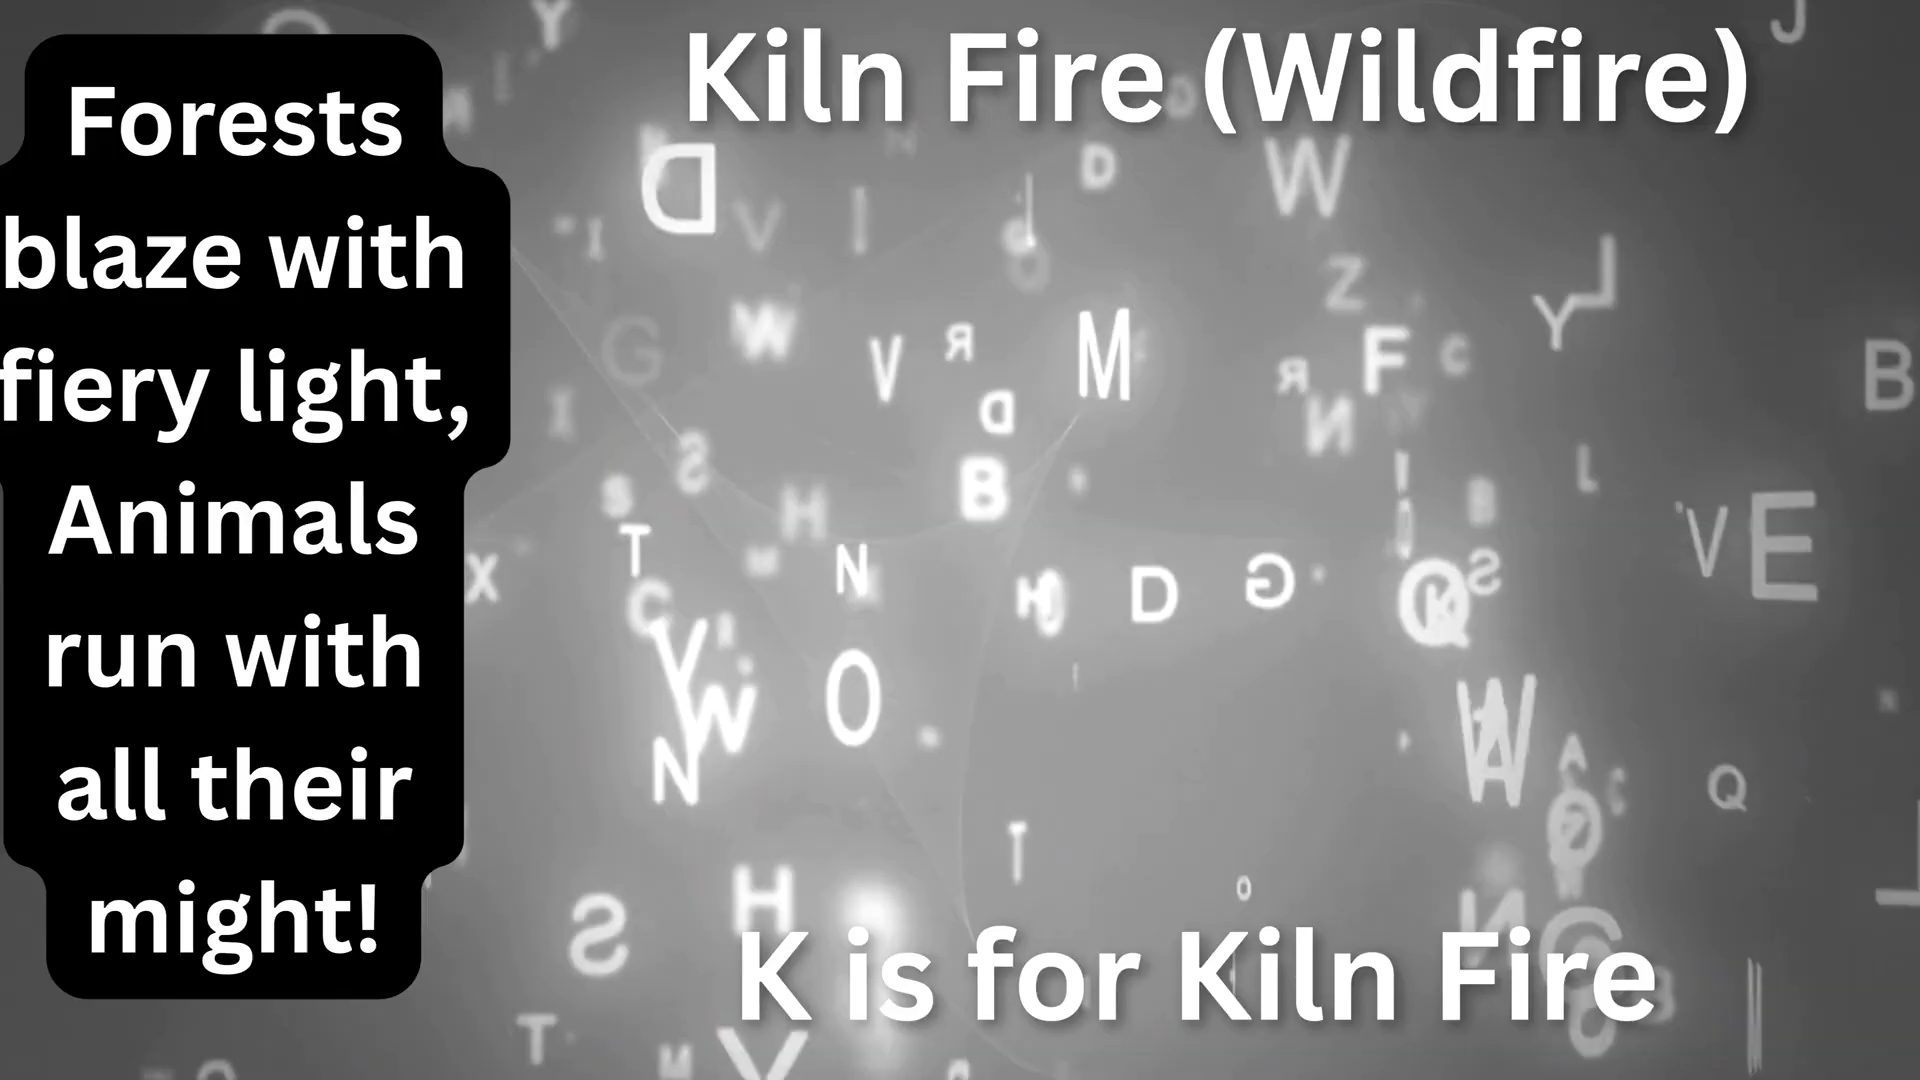 Kiln Fire (Wildfire)
Forests
blaze with
fiery light,
Animals
run with
all their
might!
K is for Kiln Fire